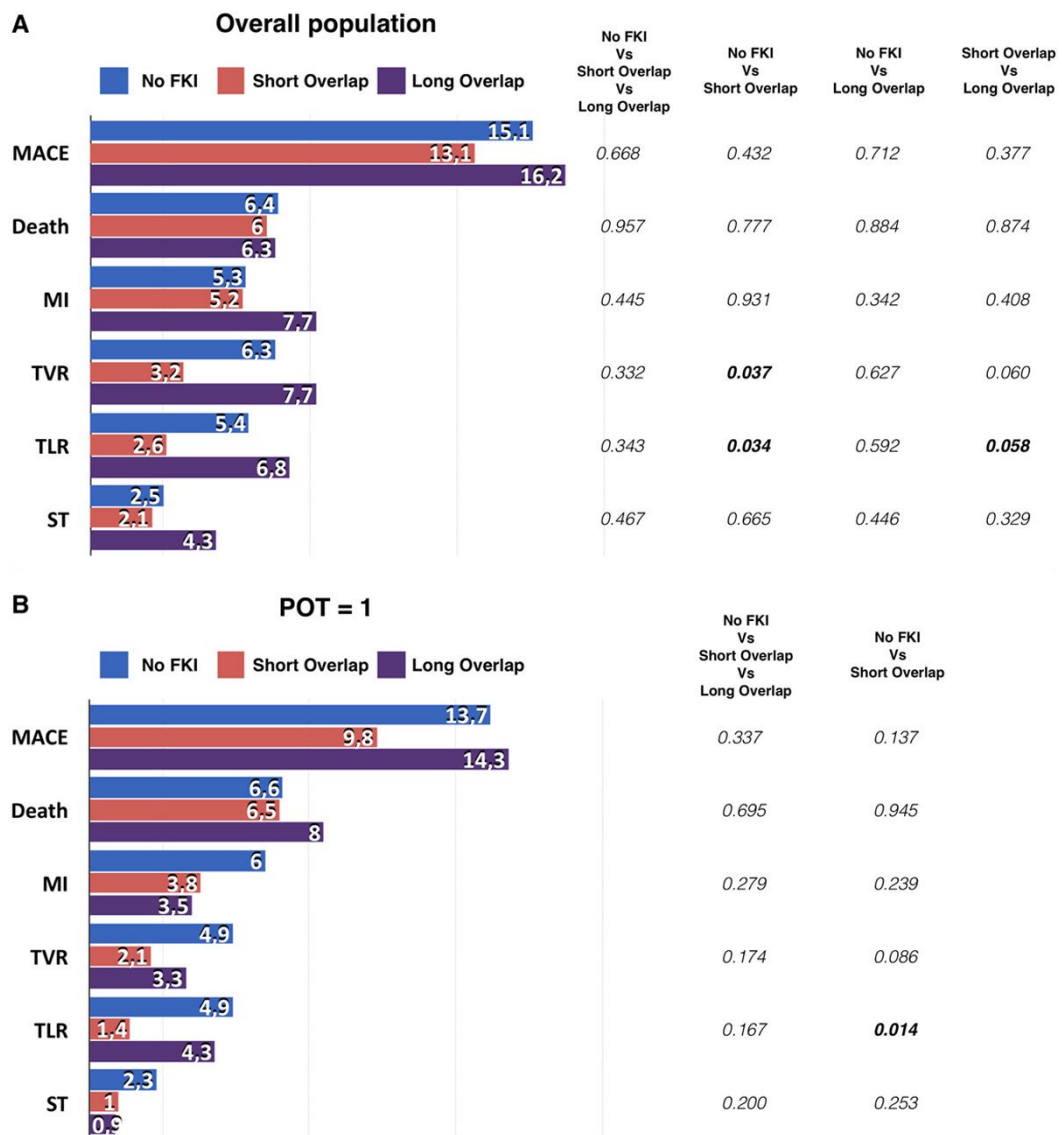 A
Overall population
No FKI Short Overlap Long Overlap
No FKI
Vs
Short Overlap
Vs
Long Overlap
No FKI
Vs
Short Overlap
No FKI
Vs
Long Overlap
Short Overlap
Vs
Long Overlap
MACE 15,1 13,1 16,2 0.668 0.432 0.712 0.377
Death 6,4 6 6,3 0.957 0.777 0.884 0.874
MI 5,3 5,2 7,7 0.445 0.931 0.342 0.408
TVR 6,3 3,2 7,7 0.332 0.037 0.627 0.060
TLR 5,4 2,6 6,8 0.343 0.034 0.592 0.058
ST 2,5 2,1 4,3 0.467 0.665 0.446 0.329
B
POT = 1
No FKI Short Overlap Long Overlap
No FKI
Vs
Short Overlap
Vs
Long Overlap
No FKI
Vs
Short Overlap
MACE 13,7 9,8 14,3 0.337 0.137
Death 6,6 6,5 8 0.695 0.945
MI 6 3,8 3,5 0.279 0.239
TVR 4,9 2,1 3,3 0.174 0.086
TLR 4,9 1,4 4,3 0.167 0.014
ST 2,3 1 0,9 0.200 0.253